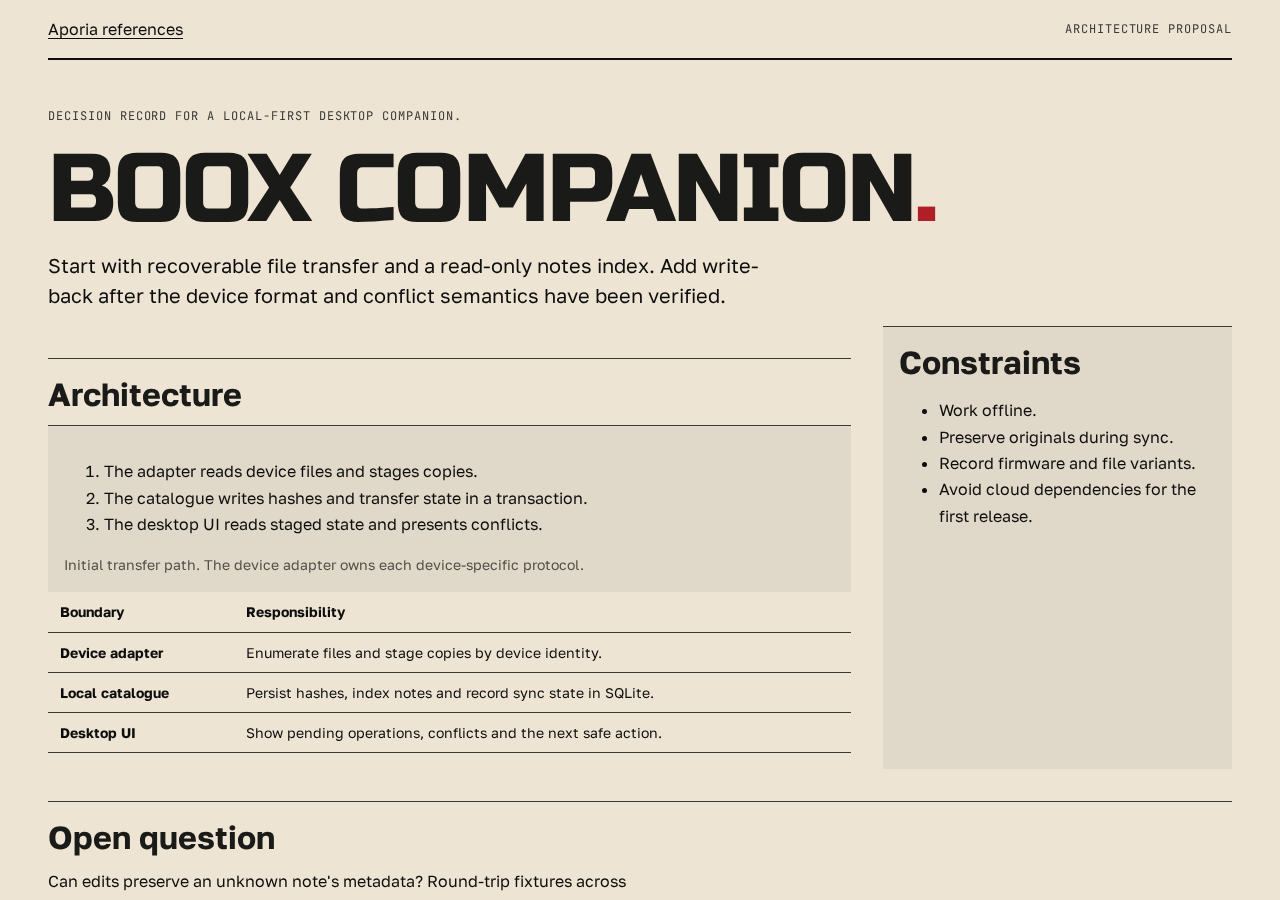 Aporia references
ARCHITECTURE PROPOSAL
DECISION RECORD FOR A LOCAL-FIRST DESKTOP COMPANION.
BOOX COMPANION.
Start with recoverable file transfer and a read-only notes index. Add write-
back after the device format and conflict semantics have been verified.
Architecture
1. The adapter reads device files and stages copies.
2. The catalogue writes hashes and transfer state in a transaction.
3. The desktop UI reads staged state and presents conflicts.
Initial transfer path. The device adapter owns each device-specific protocol.
Boundary Responsibility
Device adapter Enumerate files and stage copies by device identity.
Local catalogue Persist hashes, index notes and record sync state in SQLite.
Desktop UI Show pending operations, conflicts and the next safe action.
Constraints
• Work offline.
• Preserve originals during sync.
• Record firmware and file variants.
• Avoid cloud dependencies for the
first release.
Open question
Can edits preserve an unknown note's metadata? Round-trip fixtures across